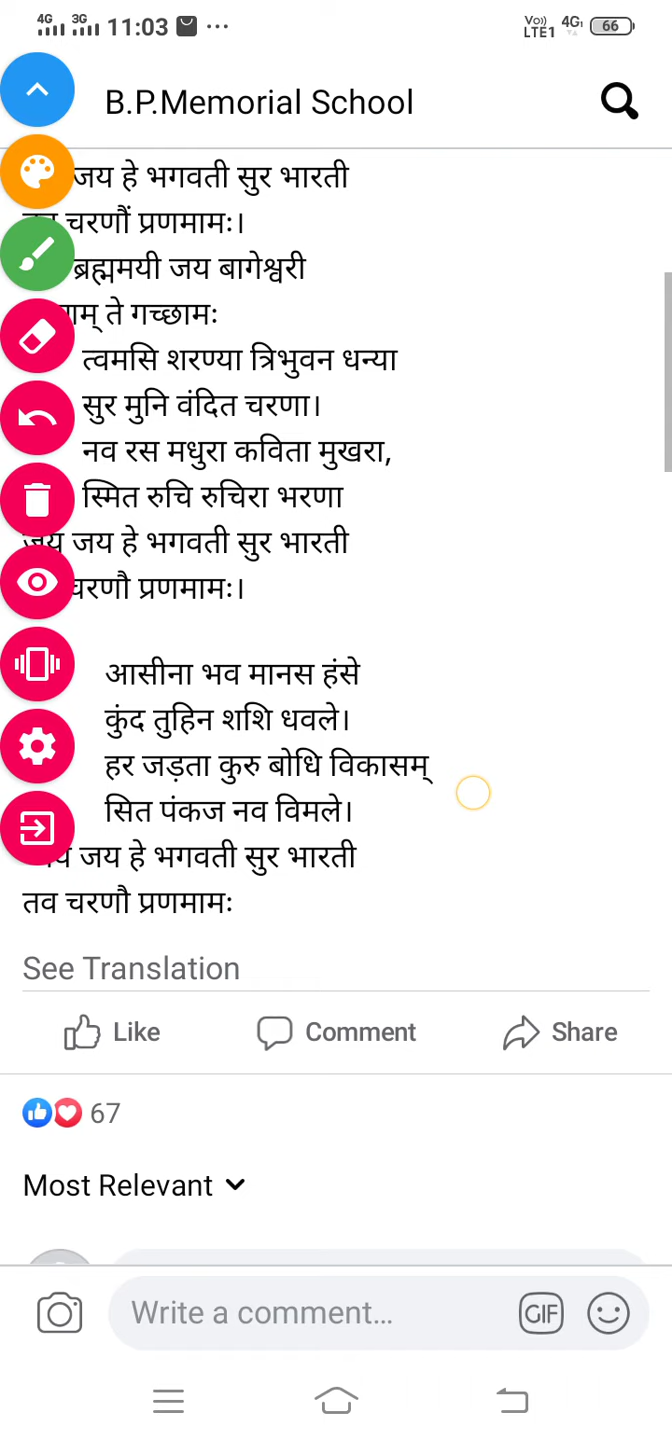 4G 3G 11:03 ... Vo)) LTE1 4G 66
B.P.Memorial School
जय हे भगवती सुर भारती
चरणौं प्रणमामः।
ब्रह्ममयी जय बागेश्वरी
ते गच्छामः
त्वमसि शरण्या त्रिभुवन धन्या
सुर मुनि वंदित चरणा।
नव रस मधुरा कविता मुखरा,
स्मित रुचि रुचिरा भरणा
जय जय हे भगवती सुर भारती
चरणौ प्रणमामः।
आसीना भव मानस हंसे
कुंद तुहिन शशि धवले।
हर जड़ता कुरु बोधि विकासम्
सित पंकज नव विमले।
जय हे भगवती सुर भारती
तव चरणौ प्रणमामः
See Translation
Like Comment Share
67
Most Relevant
Write a comment... GIF